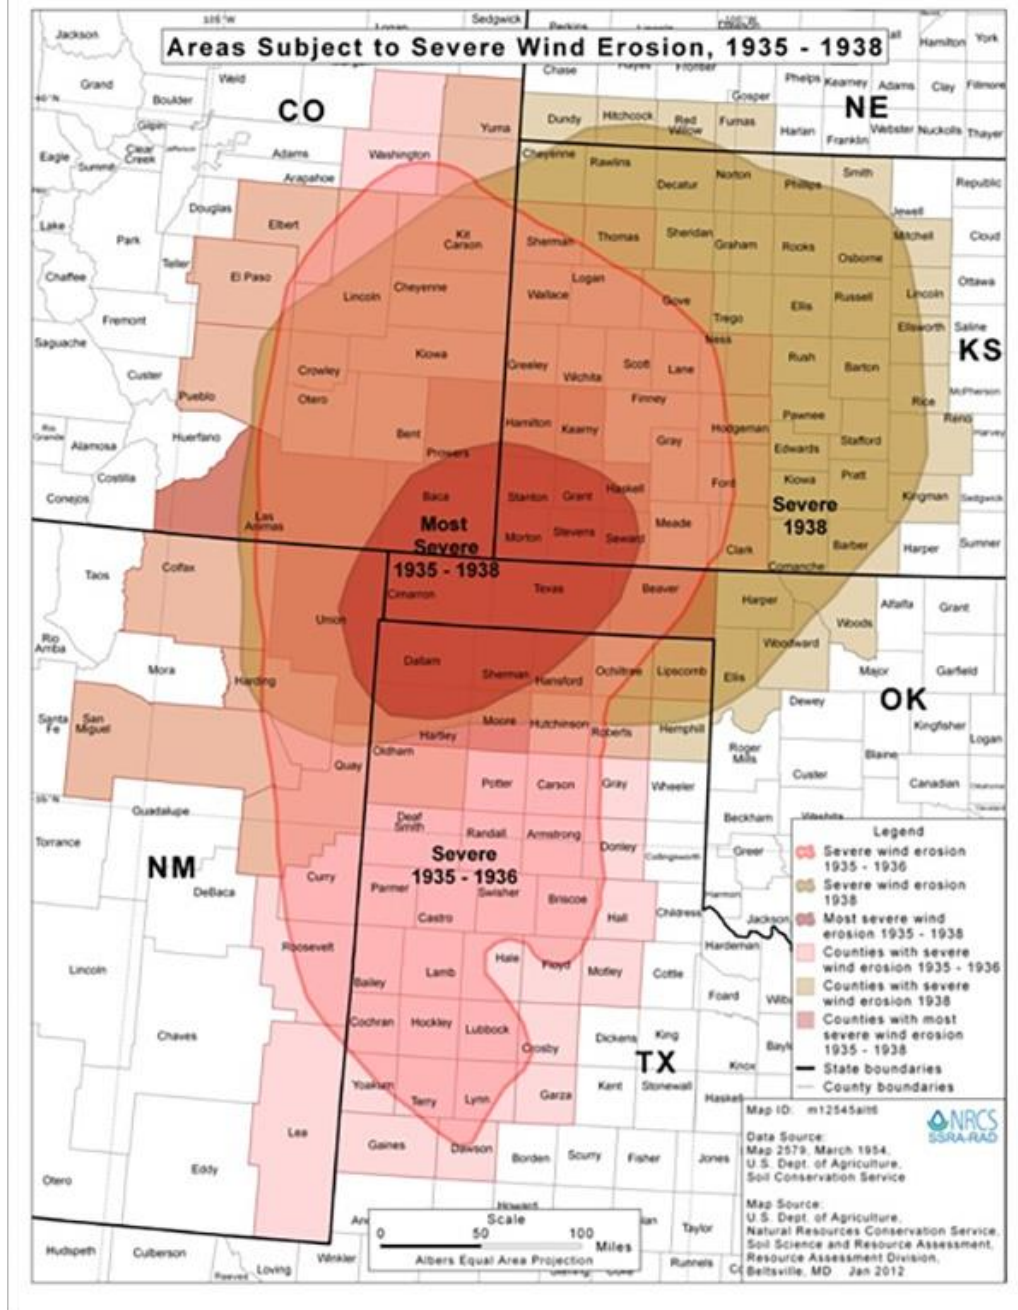 105°W
Sedgwick
Areas Subject to Severe Wind Erosion, 1935 - 1938
Jackson
Hamilton
York
Grand
Weld
Chase
Phelps
Kearney
Adams
Clay
Fillmore
40°N
Boulder
CO
Gosper
NE
Gilpin
Yuma
Dundy
Hitchcock
Red
Willow
Furnas
Harlan
Franklin
Webster
Nuckolls
Thayer
Eagle
Summit
Clear
Creek
Jefferson
Adams
Washington
Cheyenne
Rawlins
Arapahoe
Decatur
Norton
Phillips
Smith
Republic
Lake
Douglas
Elbert
Jewell
Park
Kit
Carson
Sherman
Thomas
Sheridan
Graham
Rooks
Osborne
Mitchell
Cloud
Chaffee
Teller
El Paso
Lincoln
Cheyenne
Wallace
Logan
Gove
Trego
Ellis
Russell
Lincoln
Ottawa
Fremont
Ellsworth
Saline
Saguache
Ness
KS
Custer
Crowley
Kiowa
Greeley
Wichita
Scott
Lane
Rush
Barton
McPherson
Pueblo
Otero
Finney
Rice
Reno
Rio
Grande
Alamosa
Huerfano
Bent
Prowers
Hamilton
Kearny
Gray
Hodgeman
Pawnee
Edwards
Stafford
Harvey
Costilla
Conejos
Las
Animas
Baca
Stanton
Grant
Haskell
Ford
Kiowa
Pratt
Kingman
Sedgwick
Severe
1938
Most
Severe
1935 - 1938
Morton
Stevens
Seward
Meade
Clark
Comanche
Barber
Harper
Sumner
Taos
Colfax
Union
Cimarron
Texas
Beaver
Harper
Woods
Alfalfa
Grant
Rio
Arriba
Mora
Harding
Dallam
Sherman
Hansford
Ochiltree
Lipscomb
Ellis
Woodward
Major
Garfield
OK
Santa
Fe
San
Miguel
Hartley
Moore
Hutchinson
Roberts
Hemphill
Dewey
Kingfisher
Logan
Quay
Oldham
Potter
Carson
Gray
Wheeler
Roger
Mills
Custer
Blaine
Canadian
35°N
Guadalupe
Deaf
Smith
Randall
Armstrong
Donley
Collingsworth
Beckham
Washita
Greer
Torrance
NM
DeBaca
Curry
Severe
1935 - 1936
Parmer
Castro
Swisher
Briscoe
Hall
Childress
Harmon
Jackson
Lincoln
Roosevelt
Bailey
Lamb
Hale
Floyd
Motley
Cottle
Hardeman
Foard
Chaves
Cochran
Hockley
Lubbock
Crosby
Dickens
King
Knox
TX
Yoakum
Terry
Lynn
Garza
Kent
Stonewall
Haskell
Lea
Eddy
Otero
Gaines
Dawson
Borden
Scurry
Fisher
Jones
Taylor
Hudspeth
Culberson
Reeves
Loving
Winkler
Howard
Runnels
Legend
Severe wind erosion
1935 - 1936
Severe wind erosion
1938
Most severe wind
erosion 1935 - 1938
Counties with severe
wind erosion 1935 - 1936
Counties with severe
wind erosion 1938
Counties with most
severe wind erosion
1935 - 1938
State boundaries
County boundaries
Map ID: m12545alt6
NRCS
SSRA-RAD
Data Source:
Map 2579, March 1954,
U.S. Dept. of Agriculture,
Soil Conservation Service
Map Source:
U.S. Dept. of Agriculture,
Natural Resources Conservation Service,
Soil Science and Resource Assessment,
Resource Assessment Division,
Beltsville, MD Jan 2012
Scale
0 50 100
Miles
Albers Equal Area Projection